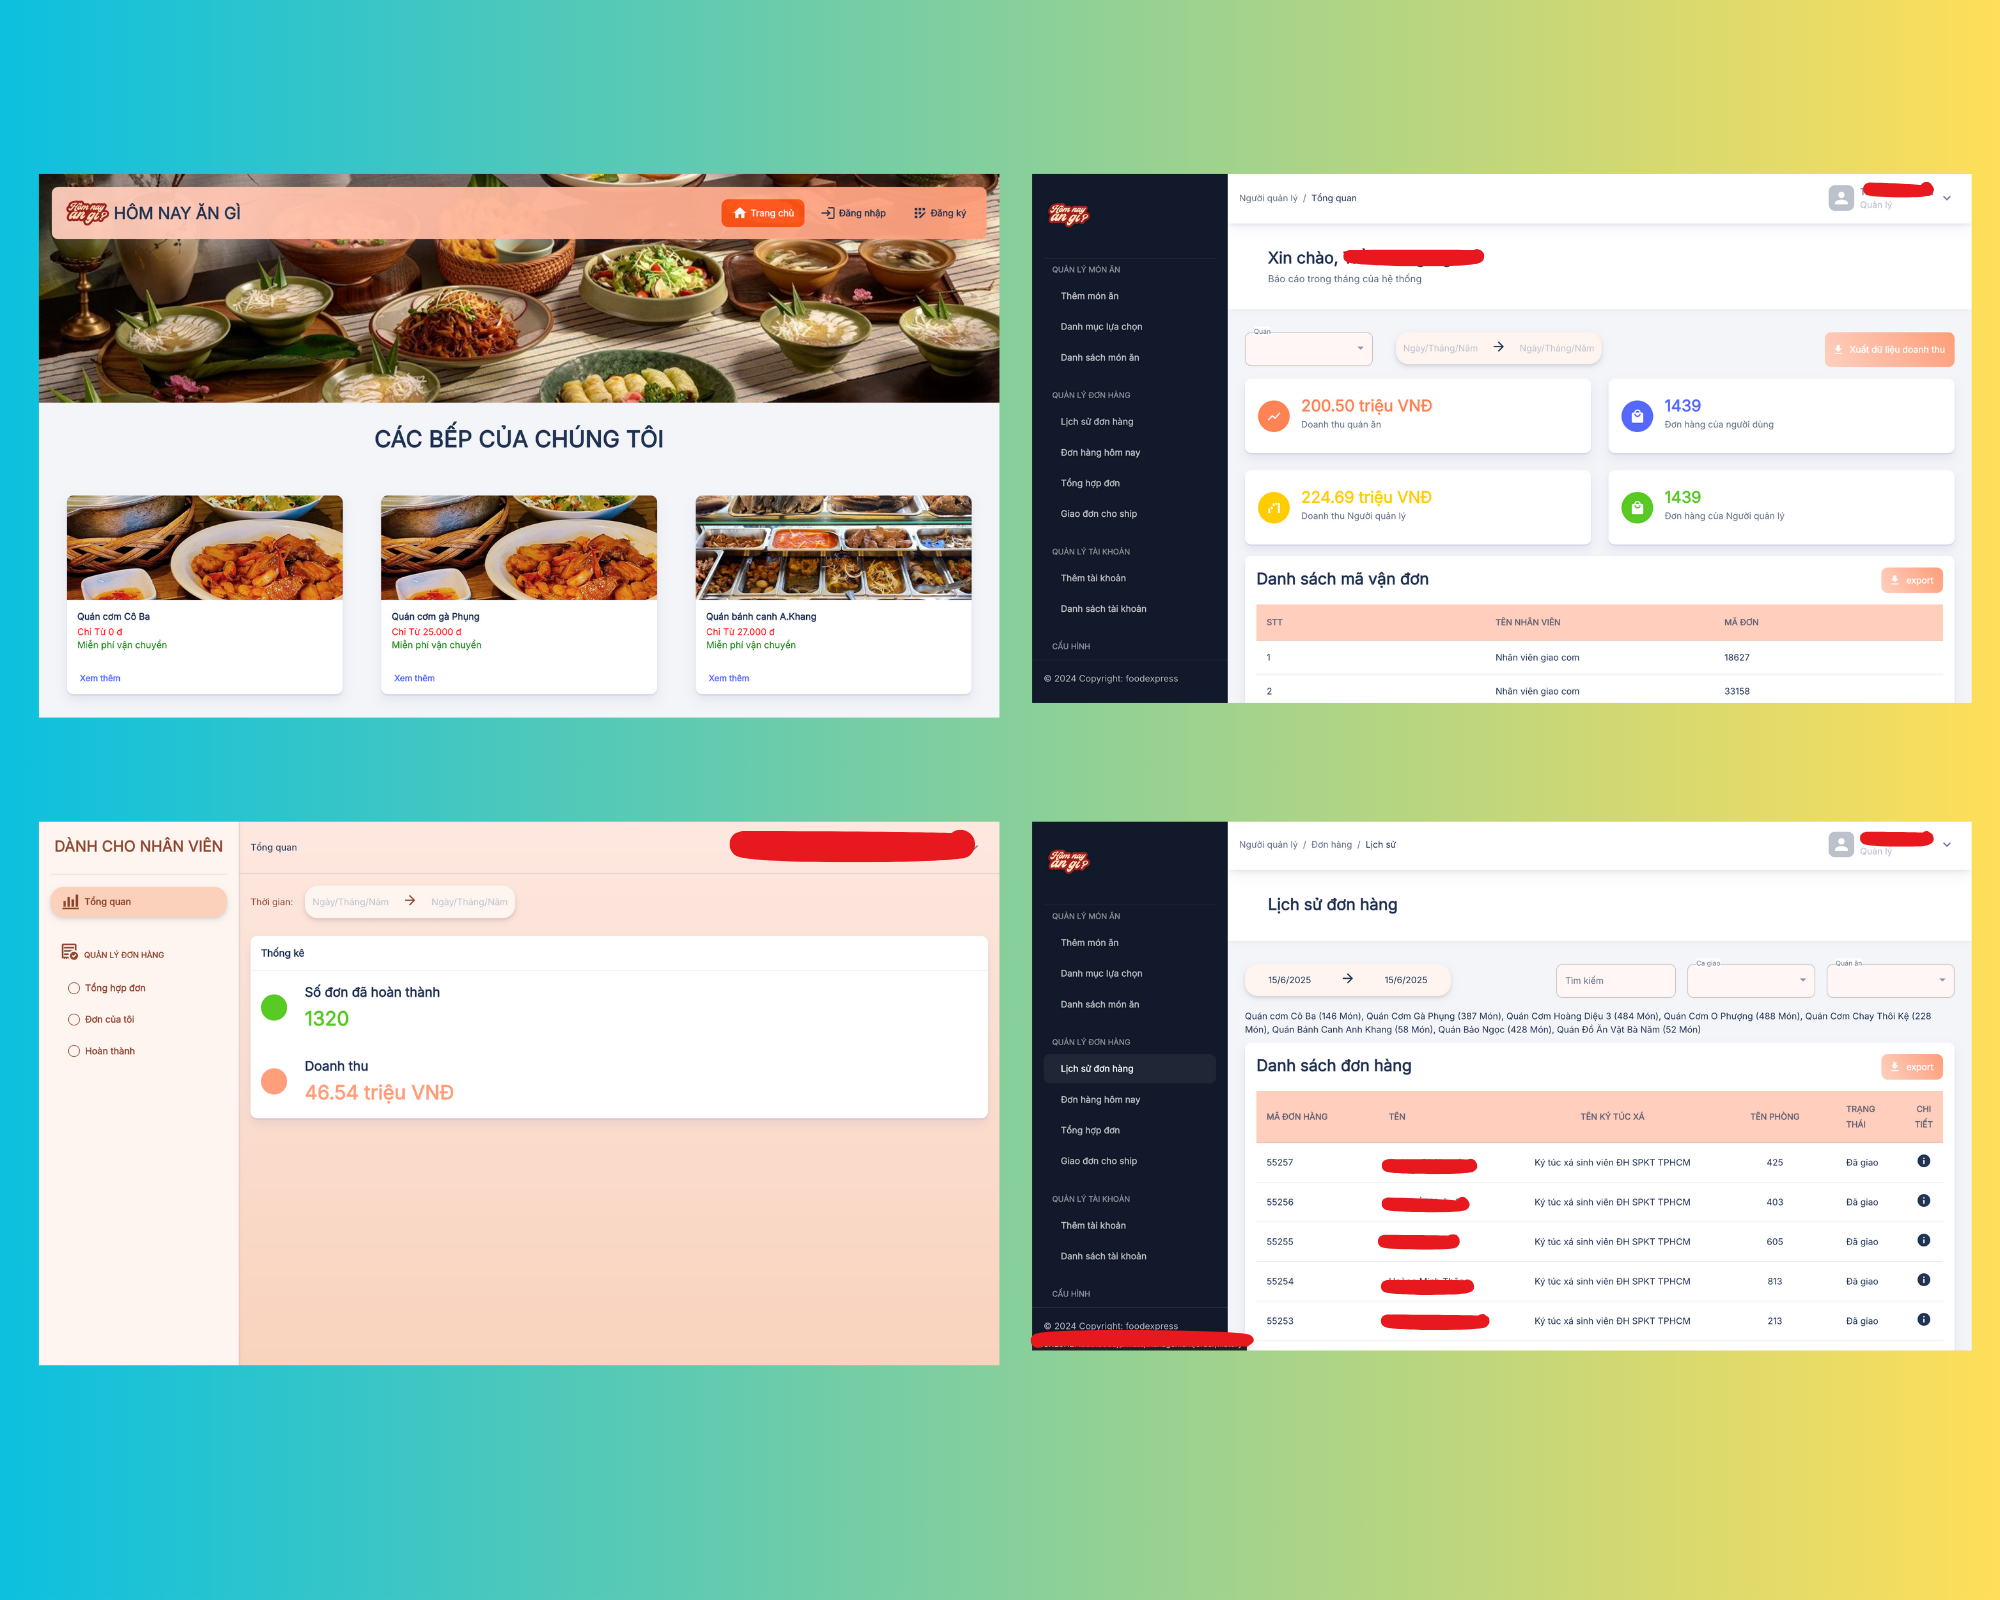 Hôm nay ăn gì?
HÔM NAY ĂN GÌ
Trang chủ
Đăng nhập
Đăng ký
CÁC BẾP CỦA CHÚNG TÔI
Quán cơm Cô Ba
Chỉ Từ 0 đ
Miễn phí vận chuyển
Xem thêm
Quán cơm gà Phụng
Chỉ Từ 25.000 đ
Miễn phí vận chuyển
Xem thêm
Quán bánh canh A.Khang
Chỉ Từ 27.000 đ
Miễn phí vận chuyển
Xem thêm
Hôm nay ăn gì?
QUẢN LÝ MÓN ĂN
Thêm món ăn
Danh mục lựa chọn
Danh sách món ăn
QUẢN LÝ ĐƠN HÀNG
Lịch sử đơn hàng
Đơn hàng hôm nay
Tổng hợp đơn
Giao đơn cho ship
QUẢN LÝ TÀI KHOẢN
Thêm tài khoản
Danh sách tài khoản
CẤU HÌNH
© 2024 Copyright: foodexpress
Người quản lý / Tổng quan
Quản lý
Xin chào,
Báo cáo trong tháng của hệ thống
Quán
Ngày/Tháng/Năm → Ngày/Tháng/Năm
Xuất dữ liệu doanh thu
200.50 triệu VNĐ
Doanh thu quán ăn
1439
Đơn hàng của người dùng
224.69 triệu VNĐ
Doanh thu Người quản lý
1439
Đơn hàng của Người quản lý
Danh sách mã vận đơn
export
STT TÊN NHÂN VIÊN MÃ ĐƠN
1 Nhân viên giao com 18627
2 Nhân viên giao com 33158
DÀNH CHO NHÂN VIÊN
Tổng quan
QUẢN LÝ ĐƠN HÀNG
Tổng hợp đơn
Đơn của tôi
Hoàn thành
Tổng quan
Thời gian: Ngày/Tháng/Năm → Ngày/Tháng/Năm
Thống kê
Số đơn đã hoàn thành
1320
Doanh thu
46.54 triệu VNĐ
Hôm nay ăn gì?
QUẢN LÝ MÓN ĂN
Thêm món ăn
Danh mục lựa chọn
Danh sách món ăn
QUẢN LÝ ĐƠN HÀNG
Lịch sử đơn hàng
Đơn hàng hôm nay
Tổng hợp đơn
Giao đơn cho ship
QUẢN LÝ TÀI KHOẢN
Thêm tài khoản
Danh sách tài khoản
CẤU HÌNH
© 2024 Copyright: foodexpress
Người quản lý / Đơn hàng / Lịch sử
Quản lý
Lịch sử đơn hàng
15/6/2025 → 15/6/2025
Tìm kiếm
Ca giao
Quán ăn
Quán cơm Cô Ba (146 Món), Quán Cơm Gà Phụng (387 Món), Quán Cơm Hoàng Diệu 3 (484 Món), Quán Cơm O Phượng (488 Món), Quán Cơm Chay Thôi Kệ (228
Món), Quán Bánh Canh Anh Khang (58 Món), Quán Bảo Ngọc (428 Món), Quán Đồ Ăn Vặt Bà Năm (52 Món)
Danh sách đơn hàng
export
MÃ ĐƠN HÀNG TÊN TÊN KÝ TÚC XÁ TÊN PHÒNG TRẠNG THÁI CHI TIẾT
55257 Ký túc xá sinh viên ĐH SPKT TPHCM 425 Đã giao
55256 Ký túc xá sinh viên ĐH SPKT TPHCM 403 Đã giao
55255 Ký túc xá sinh viên ĐH SPKT TPHCM 605 Đã giao
55254 Ký túc xá sinh viên ĐH SPKT TPHCM 813 Đã giao
55253 Ký túc xá sinh viên ĐH SPKT TPHCM 213 Đã giao